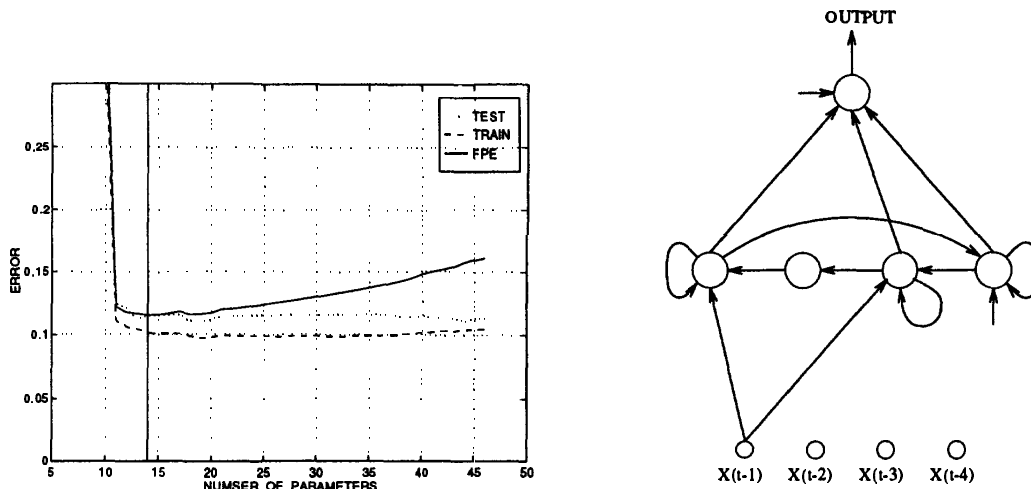 0.25
0.2
0.15
0.1
0.05
0
ERROR
5 10 15 20 25 30 35 40 45 50
NUMSER OF PARAMETERS
TEST
TRAIN
FPE
OUTPUT
X(t-1) X(t-2) X(t-3) X(t-4)